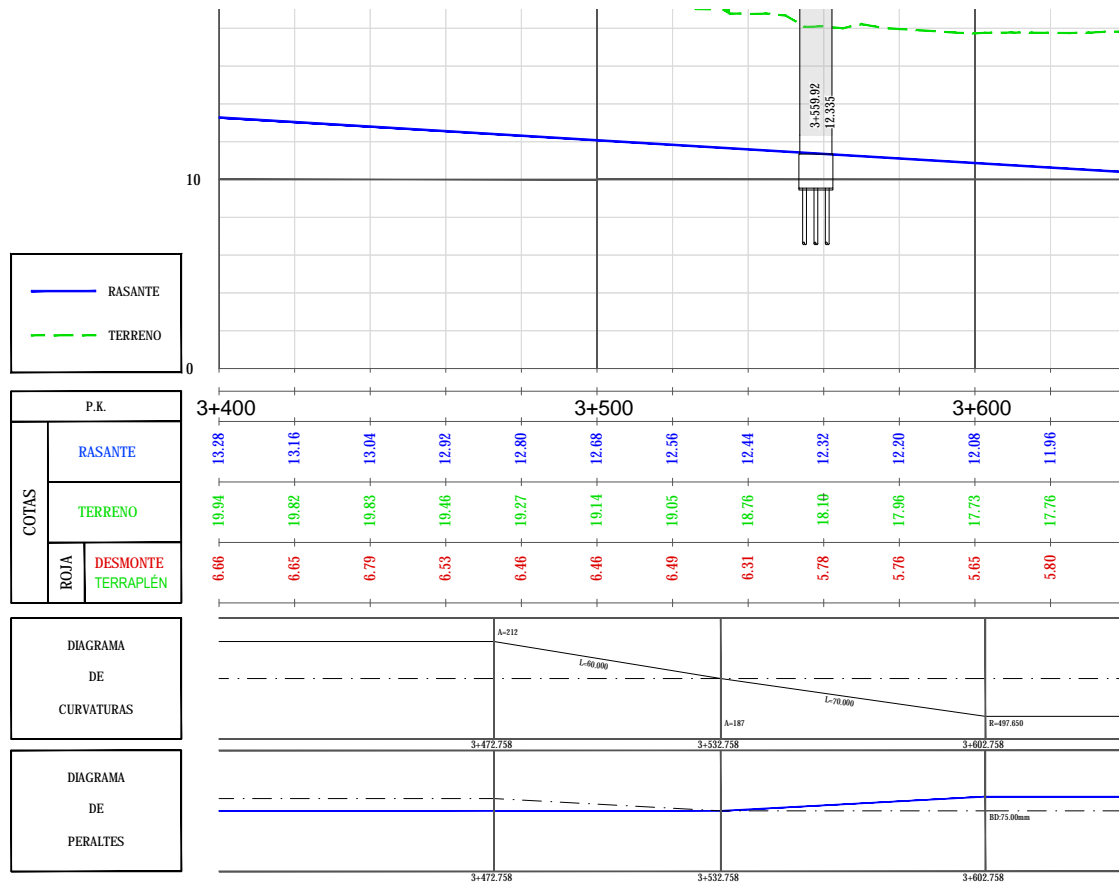 3+559.92
12.335
10
RASANTE
TERRENO
0
P.K.
3+400
3+500
3+600
COTAS
RASANTE
13.28
13.16
13.04
12.92
12.80
12.68
12.56
12.44
12.32
12.20
12.08
11.96
TERRENO
19.94
19.82
19.83
19.46
19.27
19.14
19.05
18.76
18.10
17.96
17.73
17.76
ROJA
DESMONTE
TERRAPLÉN
6.66
6.65
6.79
6.53
6.46
6.46
6.49
6.31
5.78
5.76
5.65
5.80
DIAGRAMA
DE
CURVATURAS
A=212
L=60.000
A=187
L=70.000
R=497.650
3+472.758
3+532.758
3+602.758
DIAGRAMA
DE
PERALTES
BD:75.00mm
3+472.758
3+532.758
3+602.758